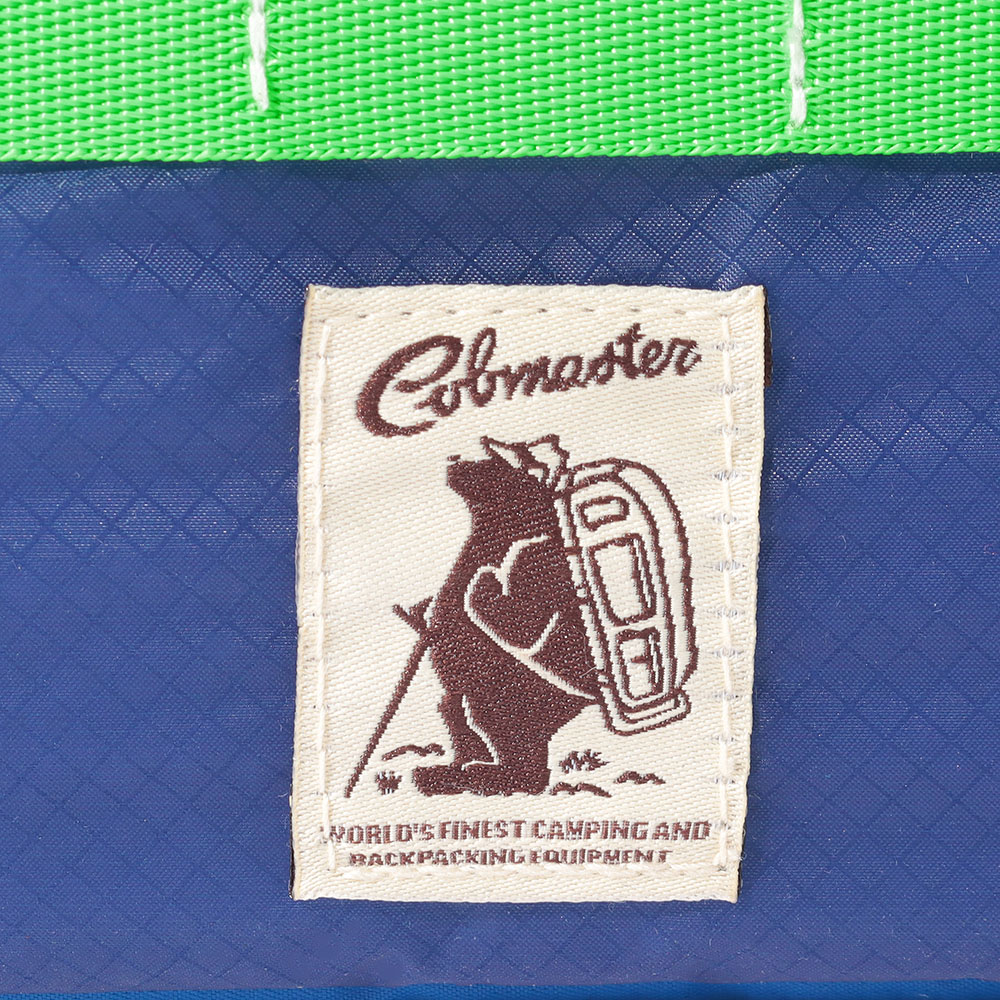 Cobmaster
WORLD'S FINEST CAMPING AND
BACKPACKING EQUIPMENT